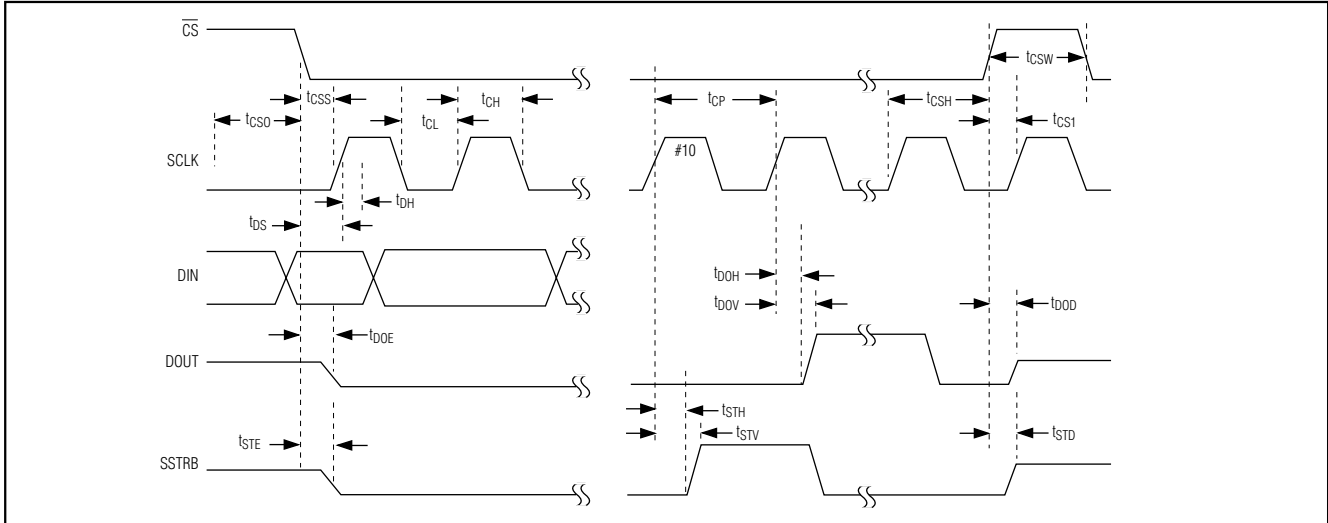 C̅S̅
tCSW
tCSS
tCH
tCP
tCSH
tCSO
tCL
tCS1
SCLK
#10
tDH
tDS
DIN
tDOH
tDOV
tDOD
tDOE
DOUT
tSTH
tSTE
tSTV
tSTD
SSTRB